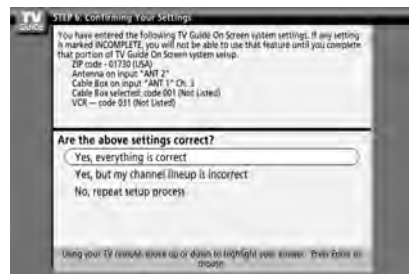 TV
GUIDE
STEP 6: Confirming Your Settings
You have entered the following TV Guide On Screen system settings. If any setting
is marked INCOMPLETE, you will not be able to use that feature until you complete
that portion of TV Guide On Screen system setup.
ZIP code - 01730 (USA)
Antenna on input "ANT 2"
Cable Box on input "ANT 1" Ch. 3
Cable Box selected: code 001 (Not Listed)
VCR — code 031 (Not Listed)
Are the above settings correct?
Yes, everything is correct
Yes, but my channel lineup is incorrect
No, repeat setup process
Using your TV remote, move up or down to highlight your answer. Press Enter to
choose.